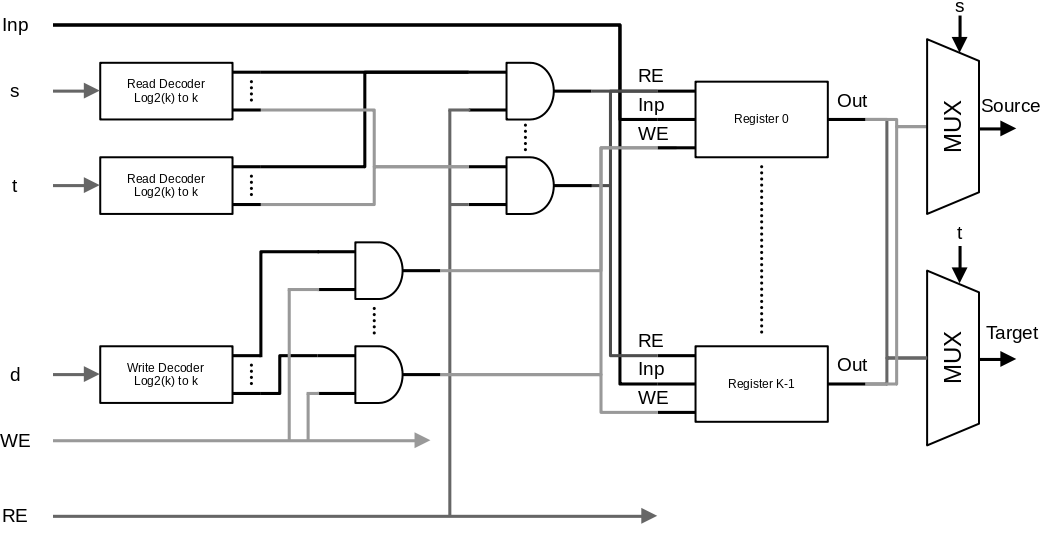 s
Inp
Read Decoder
Log2(k) to k
s
RE
Inp
WE
Register 0
Out
MUX
Source
Read Decoder
Log2(k) to k
t
t
Write Decoder
Log2(k) to k
d
RE
Inp
WE
Register K-1
Out
MUX
Target
WE
RE